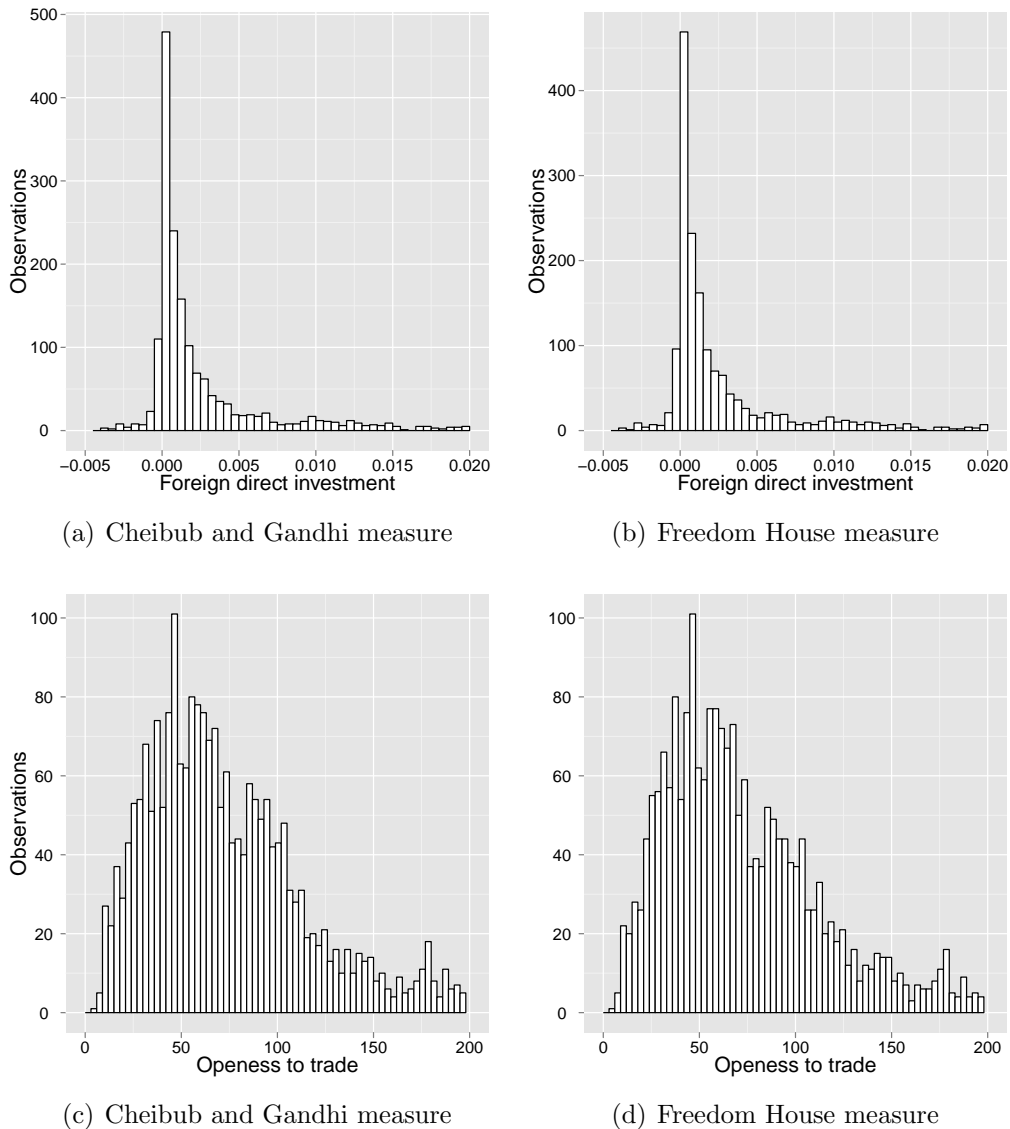 500
400
300
200
100
0
Observations
−0.005 0.000 0.005 0.010 0.015 0.020
Foreign direct investment
(a) Cheibub and Gandhi measure
400
300
200
100
0
Observations
−0.005 0.000 0.005 0.010 0.015 0.020
Foreign direct investment
(b) Freedom House measure
100
80
60
40
20
0
Observations
0 50 100 150 200
Openess to trade
(c) Cheibub and Gandhi measure
100
80
60
40
20
0
0 50 100 150 200
Openess to trade
(d) Freedom House measure